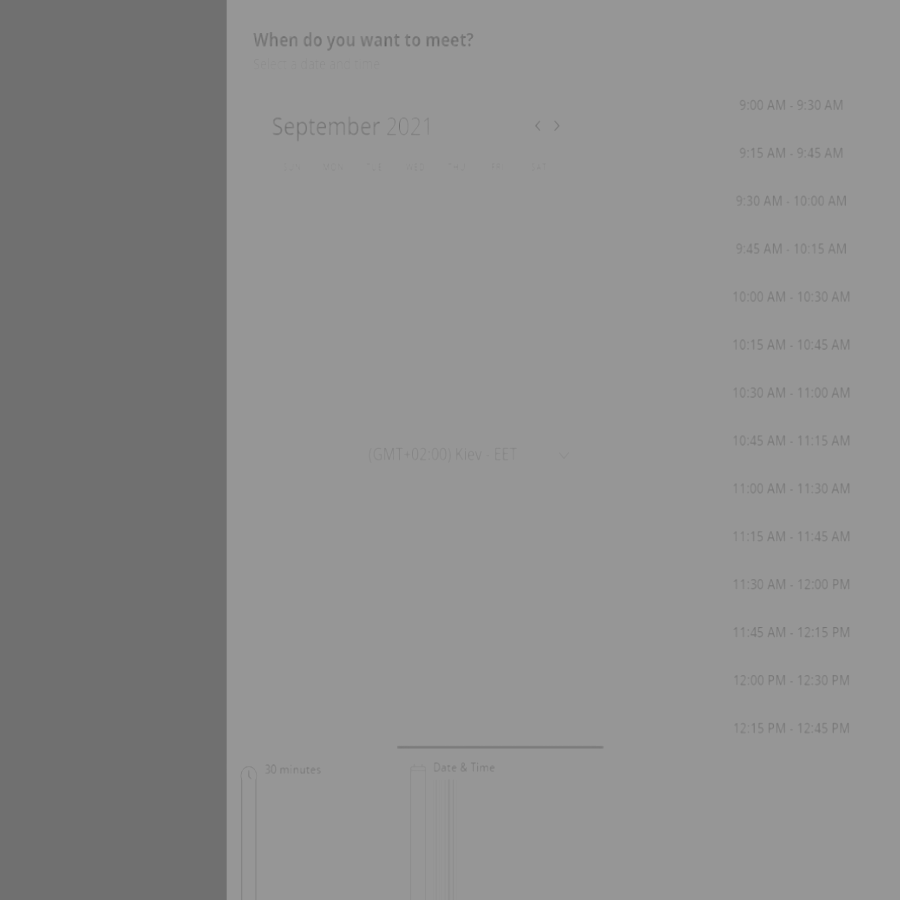 When do you want to meet?
Select a date and time
September 2021
(GMT+02:00) Kiev - EET
9:00 AM - 9:30 AM
9:15 AM - 9:45 AM
9:30 AM - 10:00 AM
9:45 AM - 10:15 AM
10:00 AM - 10:30 AM
10:15 AM - 10:45 AM
10:30 AM - 11:00 AM
10:45 AM - 11:15 AM
11:00 AM - 11:30 AM
11:15 AM - 11:45 AM
11:30 AM - 12:00 PM
11:45 AM - 12:15 PM
12:00 PM - 12:30 PM
12:15 PM - 12:45 PM
30 minutes
Date & Time